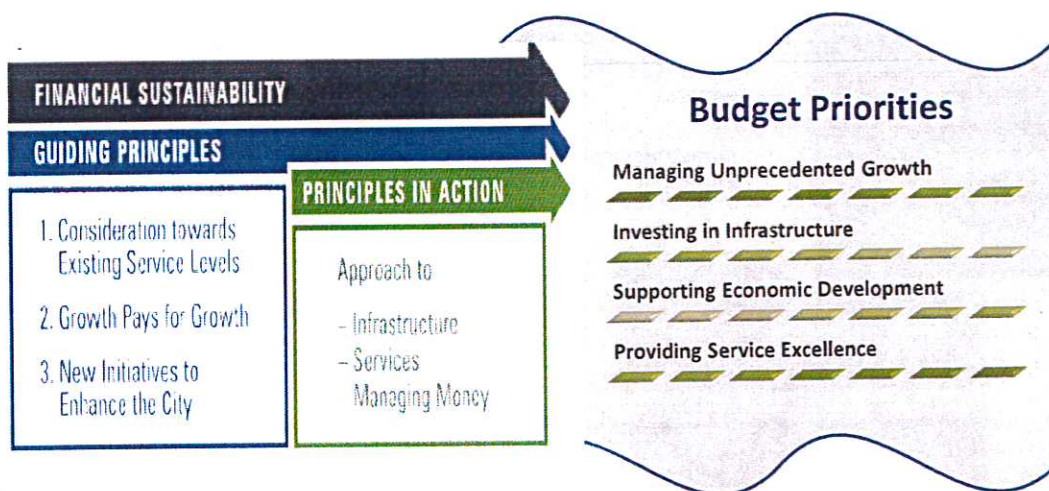 FINANCIAL SUSTAINABILITY
GUIDING PRINCIPLES
1. Consideration towards
Existing Service Levels
2. Growth Pays for Growth
3. New Initiatives to
Enhance the City
PRINCIPLES IN ACTION
Approach to
– Infrastructure
– Services
Managing Money
Budget Priorities
Managing Unprecedented Growth
Investing in Infrastructure
Supporting Economic Development
Providing Service Excellence